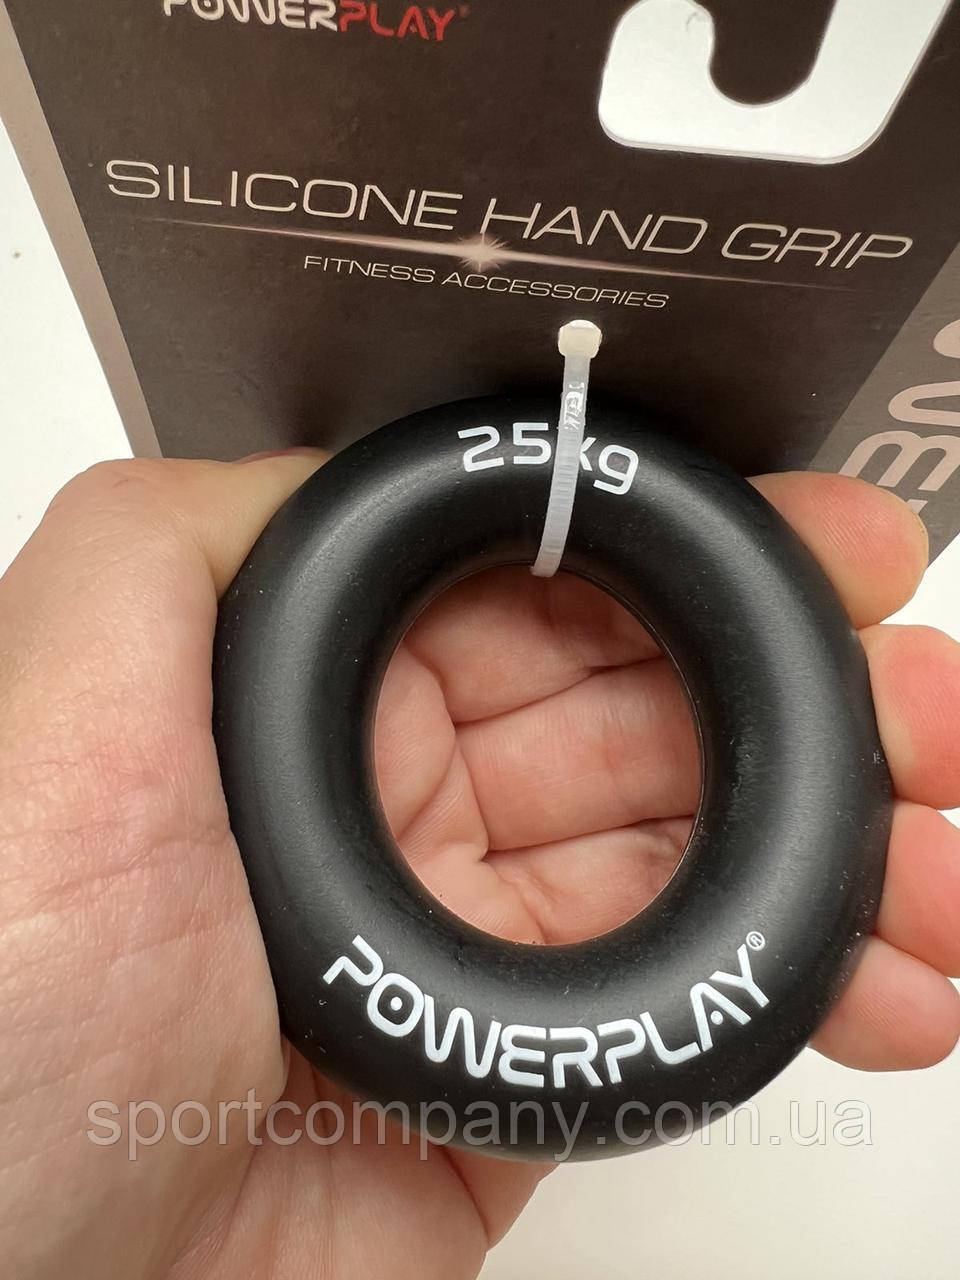 POWERPLAY
SILICONE HAND GRIP
FITNESS ACCESSORIES
25kg
POWERPLAY®
sportcompany.com.ua